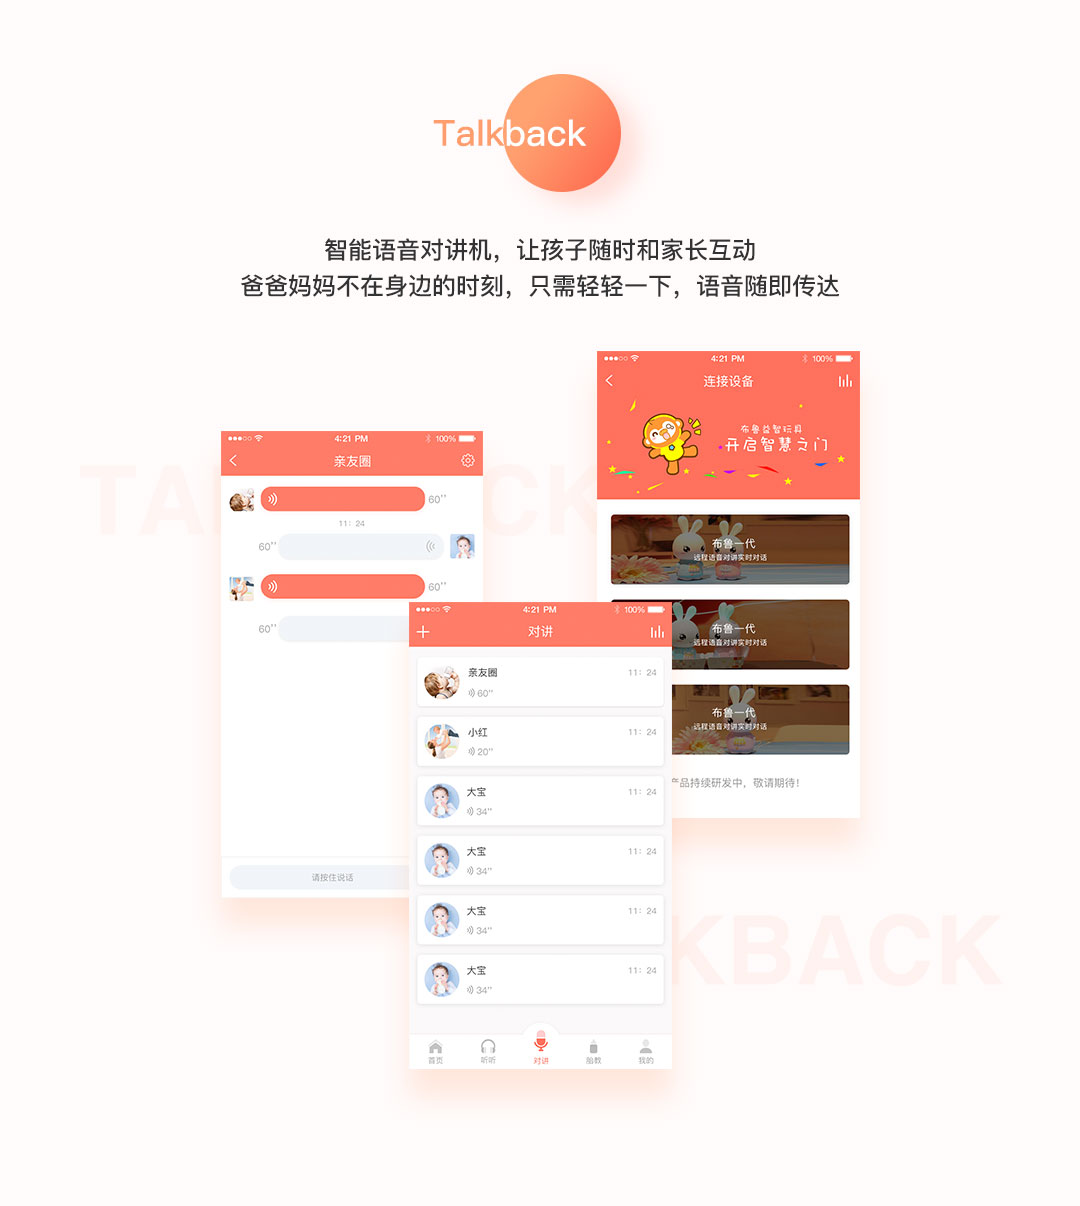 Talkback
智能语音对讲机，让孩子随时和家长互动
爸爸妈妈不在身边的时刻，只需轻轻一下，语音随即传达
4:21 PM
100%
连接设备
布鲁益智玩具
开启智慧之门
布鲁一代
远程语音对讲实时对话
布鲁一代
远程语音对讲实时对话
布鲁一代
远程语音对讲实时对话
产品持续研发中，敬请期待！
TA
CK
4:21 PM
100%
亲友圈
60''
11：24
60''
60''
60''
请按住说话
4:21 PM
100%
对讲
亲友圈
11：24
60''
小红
11：24
20''
大宝
11：24
34''
大宝
11：24
34''
大宝
11：24
34''
大宝
11：24
34''
首页
听听
对讲
胎教
我的
KBACK